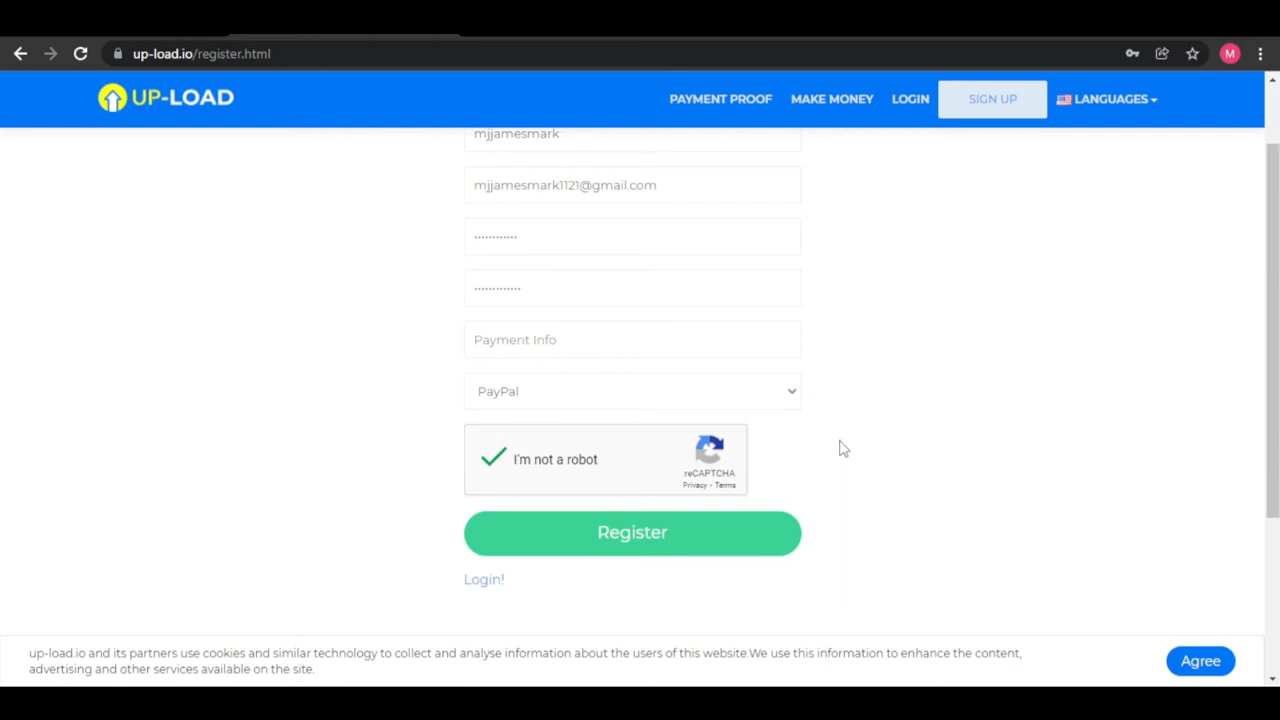 up-load.io/register.html
M
UP-LOAD
PAYMENT PROOF
MAKE MONEY
LOGIN
SIGN UP
LANGUAGES
mjjamesmark
mjjamesmark1121@gmail.com
Payment Info
PayPal
I'm not a robot
reCAPTCHA
Privacy - Terms
Register
Login!
up-load.io and its partners use cookies and similar technology to collect and analyse information about the users of this website.We use this information to enhance the content,
advertising and other services available on the site.
Agree